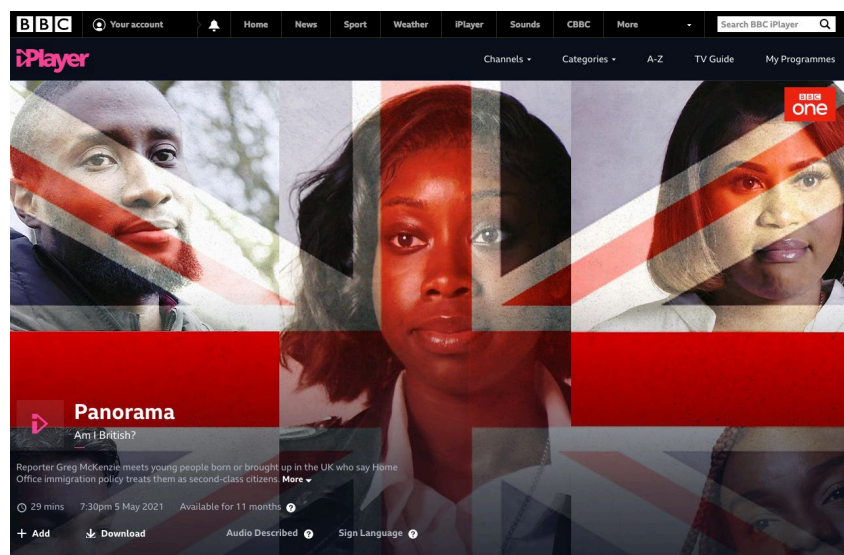 BBC Your account Home News Sport Weather iPlayer Sounds CBBC More Search BBC iPlayer
iPlayer Channels Categories A-Z TV Guide My Programmes
BBC
one
Panorama
Am I British?
Reporter Greg McKenzie meets young people born or brought up in the UK who say Home
Office immigration policy treats them as second-class citizens. More
29 mins 7:30pm 5 May 2021 Available for 11 months ?
+ Add Download Audio Described ? Sign Language ?